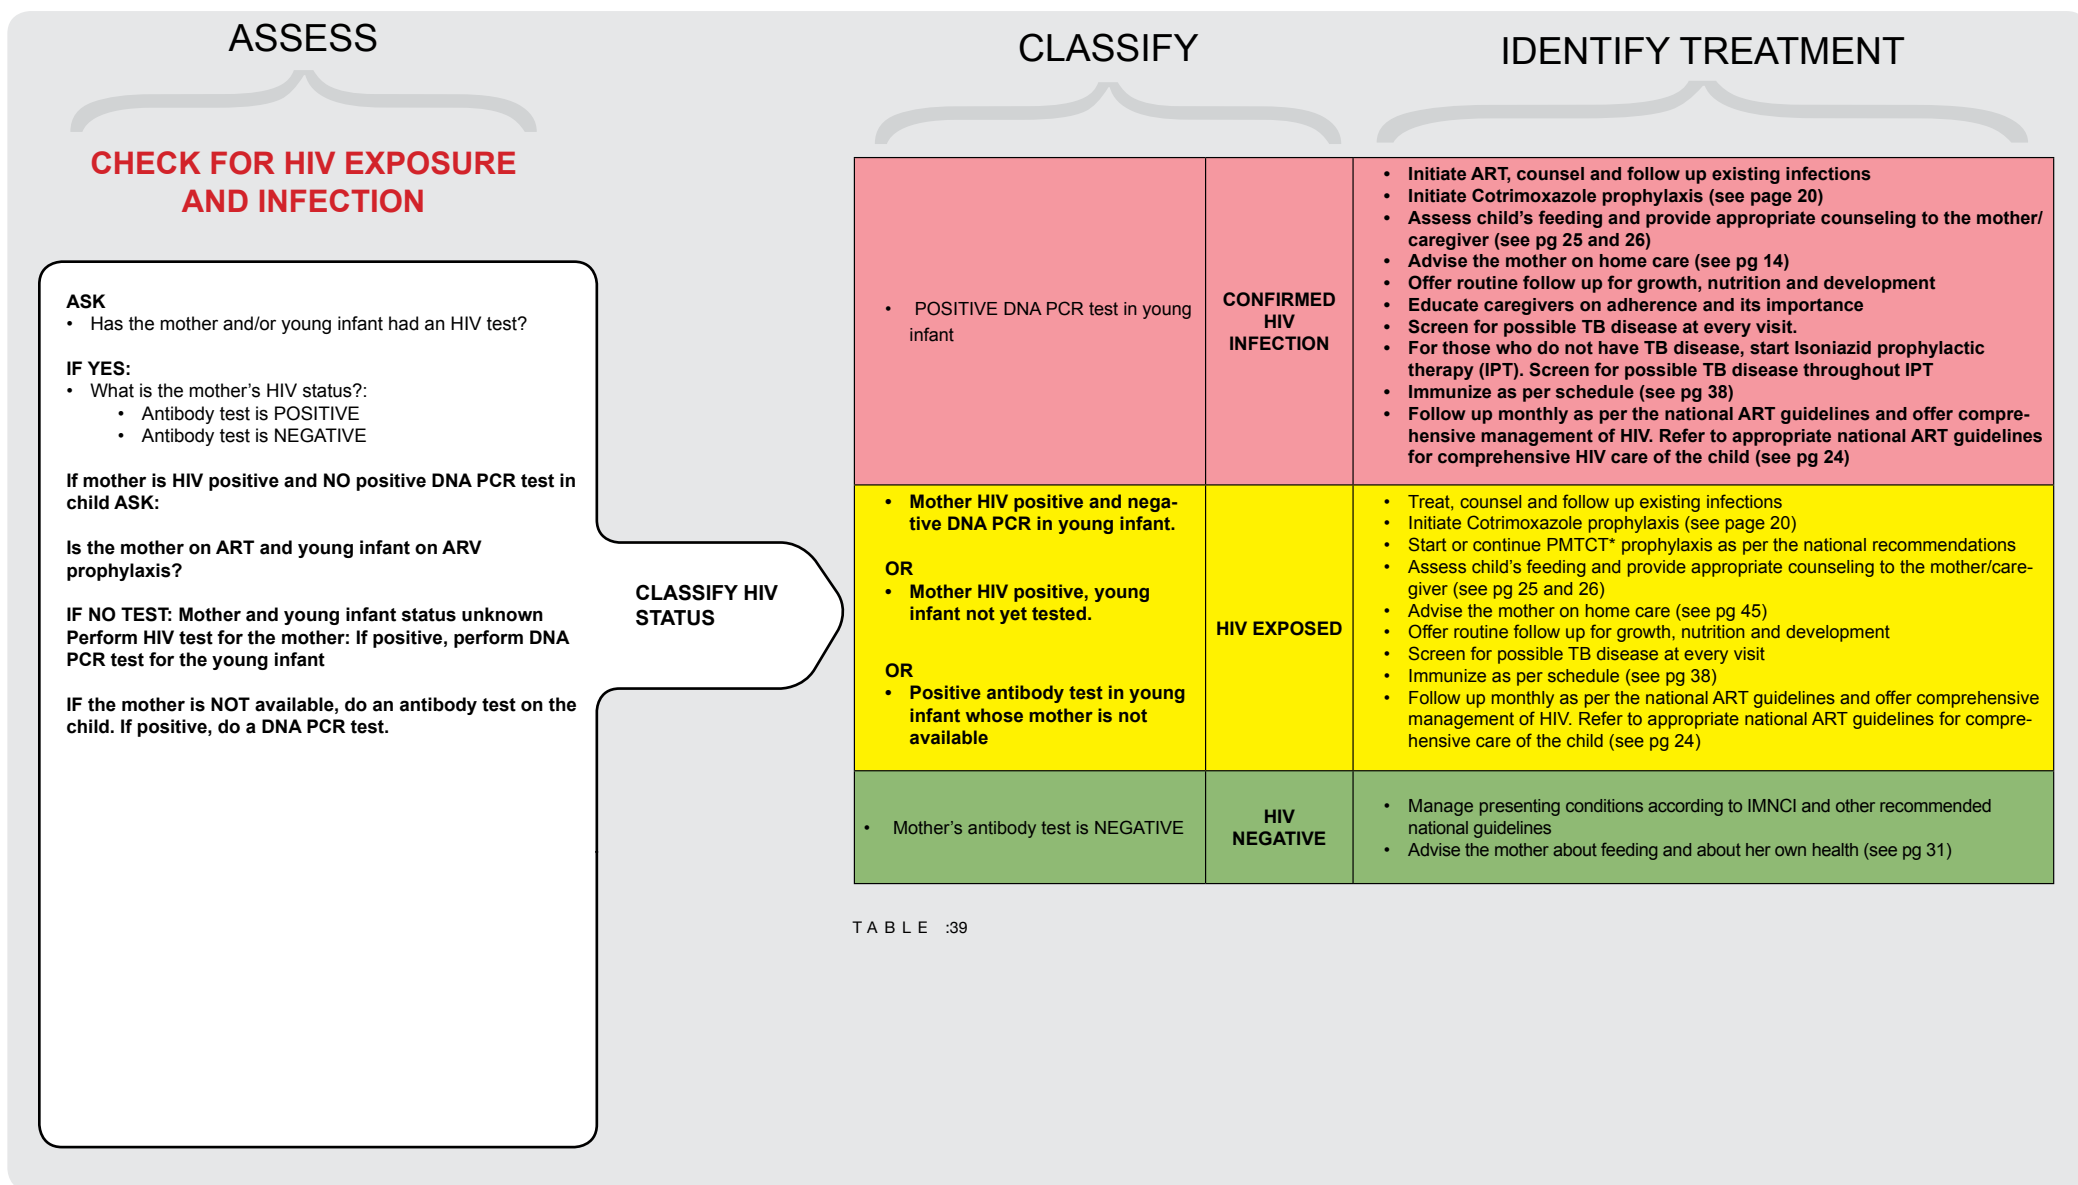 ASSESS
CLASSIFY
IDENTIFY TREATMENT
CHECK FOR HIV EXPOSURE
AND INFECTION
ASK
• Has the mother and/or young infant had an HIV test?
IF YES:
• What is the mother's HIV status?:
• Antibody test is POSITIVE
• Antibody test is NEGATIVE
If mother is HIV positive and NO positive DNA PCR test in
child ASK:
Is the mother on ART and young infant on ARV
prophylaxis?
IF NO TEST: Mother and young infant status unknown
Perform HIV test for the mother: If positive, perform DNA
PCR test for the young infant
IF the mother is NOT available, do an antibody test on the
child. If positive, do a DNA PCR test.
CLASSIFY HIV
STATUS
• POSITIVE DNA PCR test in young
infant
CONFIRMED
HIV
INFECTION
• Initiate ART, counsel and follow up existing infections
• Initiate Cotrimoxazole prophylaxis (see page 20)
• Assess child's feeding and provide appropriate counseling to the mother/
caregiver (see pg 25 and 26)
• Advise the mother on home care (see pg 14)
• Offer routine follow up for growth, nutrition and development
• Educate caregivers on adherence and its importance
• Screen for possible TB disease at every visit.
• For those who do not have TB disease, start Isoniazid prophylactic
therapy (IPT). Screen for possible TB disease throughout IPT
• Immunize as per schedule (see pg 38)
• Follow up monthly as per the national ART guidelines and offer compre-
hensive management of HIV. Refer to appropriate national ART guidelines
for comprehensive HIV care of the child (see pg 24)
• Mother HIV positive and nega-
tive DNA PCR in young infant.
OR
• Mother HIV positive, young
infant not yet tested.
OR
• Positive antibody test in young
infant whose mother is not
available
HIV EXPOSED
• Treat, counsel and follow up existing infections
• Initiate Cotrimoxazole prophylaxis (see page 20)
• Start or continue PMTCT* prophylaxis as per the national recommendations
• Assess child's feeding and provide appropriate counseling to the mother/care-
giver (see pg 25 and 26)
• Advise the mother on home care (see pg 45)
• Offer routine follow up for growth, nutrition and development
• Screen for possible TB disease at every visit
• Immunize as per schedule (see pg 38)
• Follow up monthly as per the national ART guidelines and offer comprehensive
management of HIV. Refer to appropriate national ART guidelines for compre-
hensive care of the child (see pg 24)
• Mother's antibody test is NEGATIVE
HIV
NEGATIVE
• Manage presenting conditions according to IMNCI and other recommended
national guidelines
• Advise the mother about feeding and about her own health (see pg 31)
TABLE :39